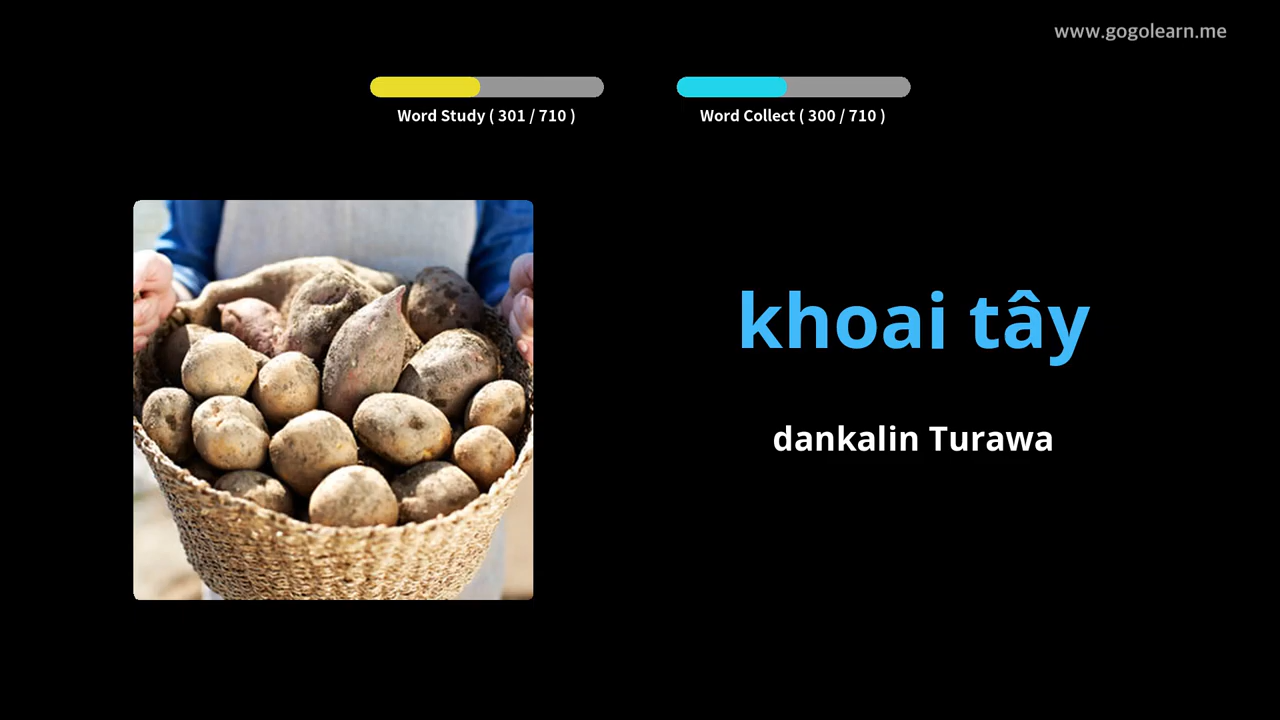 www.gogolearn.me
Word Study ( 301 / 710 )
Word Collect ( 300 / 710 )
khoai tây
dankalin Turawa